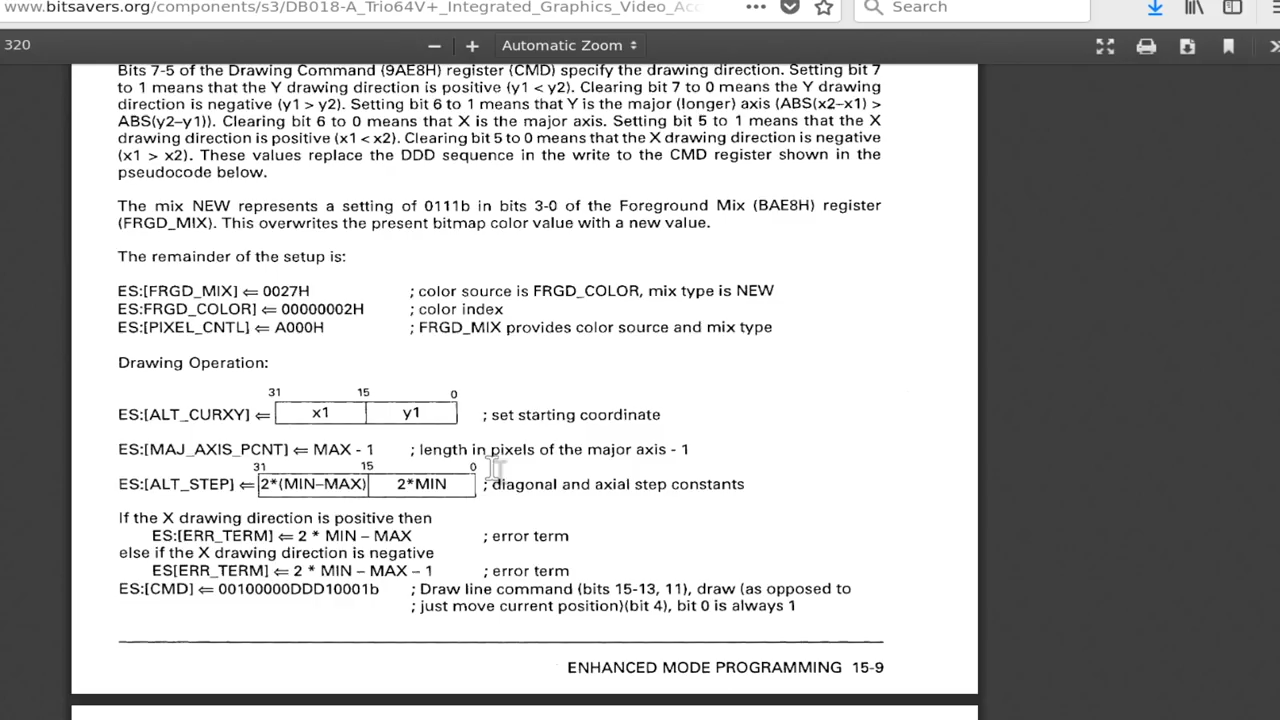 www.bitsavers.org/components/s3/DB018-A_Trio64V+_Integrated_Graphics_Video_Acc
Search
320
Automatic Zoom
Bits 7-5 of the Drawing Command (9AE8H) register (CMD) specify the drawing direction. Setting bit 7
to 1 means that the Y drawing direction is positive (y1 < y2). Clearing bit 7 to 0 means the Y drawing
direction is negative (y1 > y2). Setting bit 6 to 1 means that Y is the major (longer) axis (ABS(x2–x1) >
ABS(y2–y1)). Clearing bit 6 to 0 means that X is the major axis. Setting bit 5 to 1 means that the X
drawing direction is positive (x1 < x2). Clearing bit 5 to 0 means that the X drawing direction is negative
(x1 > x2). These values replace the DDD sequence in the write to the CMD register shown in the
pseudocode below.
The mix NEW represents a setting of 0111b in bits 3-0 of the Foreground Mix (BAE8H) register
(FRGD_MIX). This overwrites the present bitmap color value with a new value.
The remainder of the setup is:
ES:[FRGD_MIX] ⇐ 0027H ; color source is FRGD_COLOR, mix type is NEW
ES:FRGD_COLOR] ⇐ 00000002H ; color index
ES:[PIXEL_CNTL] ⇐ A000H ; FRGD_MIX provides color source and mix type
Drawing Operation:
31 15 0
ES:[ALT_CURXY] ⇐ x1 y1 ; set starting coordinate
ES:[MAJ_AXIS_PCNT] ⇐ MAX - 1 ; length in pixels of the major axis - 1
31 15 0
ES:[ALT_STEP] ⇐ 2*(MIN–MAX) 2*MIN ; diagonal and axial step constants
If the X drawing direction is positive then
ES:[ERR_TERM] ⇐ 2 * MIN – MAX ; error term
else if the X drawing direction is negative
ES[ERR_TERM] ⇐ 2 * MIN – MAX – 1 ; error term
ES:[CMD] ⇐ 00100000DDD10001b ; Draw line command (bits 15-13, 11), draw (as opposed to
; just move current position)(bit 4), bit 0 is always 1
ENHANCED MODE PROGRAMMING 15-9